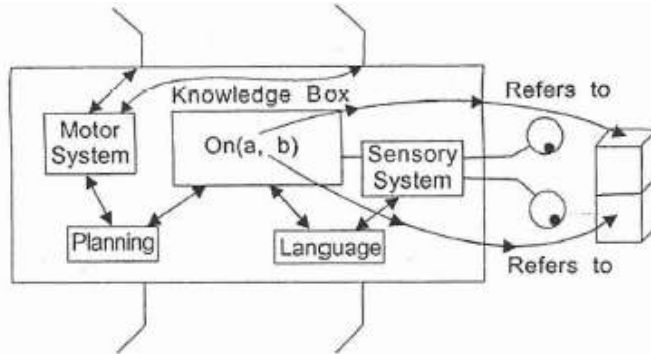 Refers to
Knowledge Box
Motor
System
On(a, b)
Sensory
System
Planning
Language
Refers to